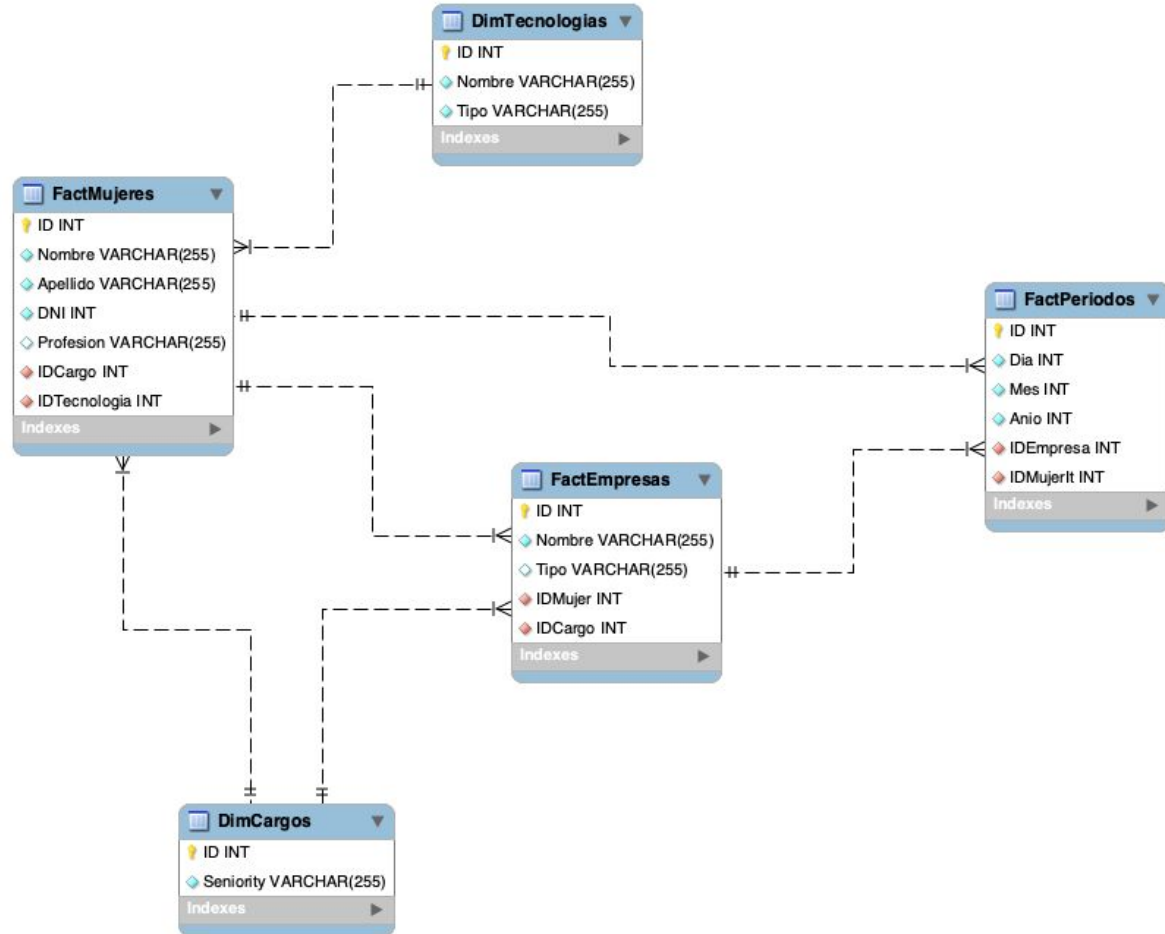 DimTecnologias
ID INT
Nombre VARCHAR(255)
Tipo VARCHAR(255)
Indexes
FactMujeres
ID INT
Nombre VARCHAR(255)
Apellido VARCHAR(255)
DNI INT
Profesion VARCHAR(255)
IDCargo INT
IDTecnologia INT
Indexes
FactPeriodos
ID INT
Dia INT
Mes INT
Anio INT
IDEmpresa INT
IDMujerIt INT
Indexes
FactEmpresas
ID INT
Nombre VARCHAR(255)
Tipo VARCHAR(255)
IDMujer INT
IDCargo INT
Indexes
DimCargos
ID INT
Seniority VARCHAR(255)
Indexes